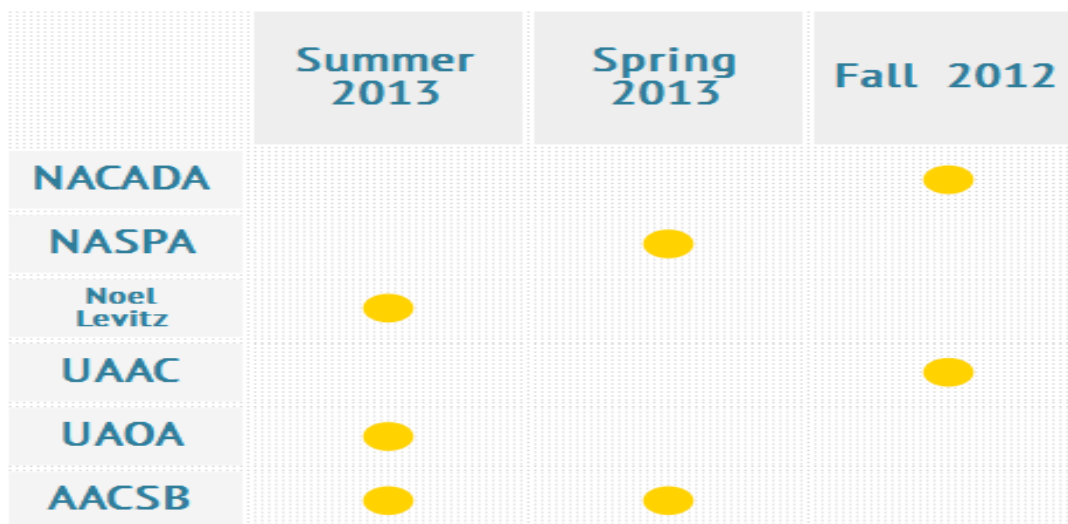 Summer
2013
Spring
2013
Fall 2012
NACADA
NASPA
Noel
Levitz
UAAC
UAOA
AACSB